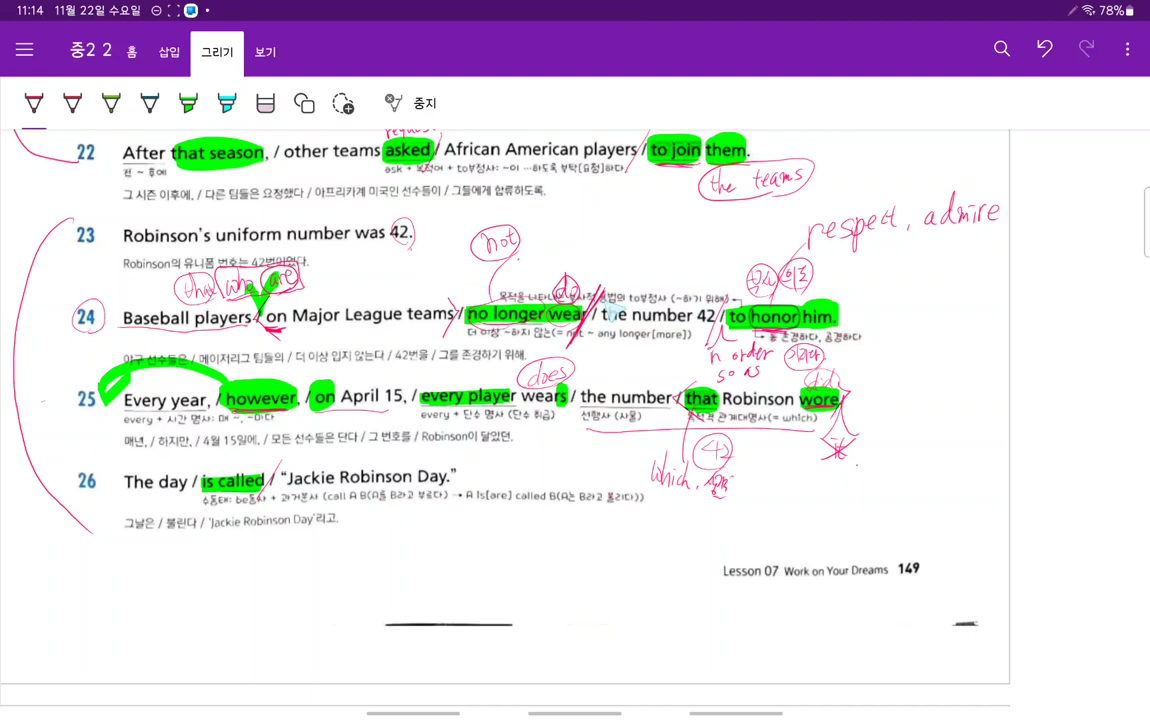 11:14 11월 22일 수요일 78%
중2 2 홈 삽입 그리기 보기
중지
22 After that season, / other teams asked / African American players / to join them.
전 ~ 후에 ask + 목적어 + to부정사: ~이 …하도록 부탁[요청]하다
the teams
그 시즌 이후에, / 다른 팀들은 요청했다 / 아프리카계 미국인 선수들이 / 그들에게 합류하도록.
respect, admire
23 Robinson's uniform number was 42.
not
Robinson의 유니폼 번호는 42번이었다.
that who are
do
목적을 나타내는 부사적 용법의 to부정사 (~하기 위해)
24 Baseball players / on Major League teams / no longer wear / the number 42 / to honor him.
더 이상 ~하지 않는(= not ~ any longer[more]) 동 존경하다, 공경하다
야구 선수들은 / 메이저리그 팀들의 / 더 이상 입지 않는다 / 42번을 / 그를 존경하기 위해.
in order
so as
does
did
25 Every year, / however, / on April 15, / every player wears / the number that Robinson wore.
every + 시간 명사: 매 ~, ~마다 every + 단수 명사 (단수 취급) 선행사 (사물) 목적격 관계대명사(= which)
it
매년, / 하지만, / 4월 15일에, / 모든 선수들은 단다 / 그 번호를 / Robinson이 달았던.
42
which,
26 The day / is called / “Jackie Robinson Day.”
수동태: be동사 + 과거분사 (call A B(A를 B라고 부르다) → A is[are] called B(A는 B라고 불리다))
그날은 / 불린다 / 'Jackie Robinson Day'라고.
Lesson 07 Work on Your Dreams 149